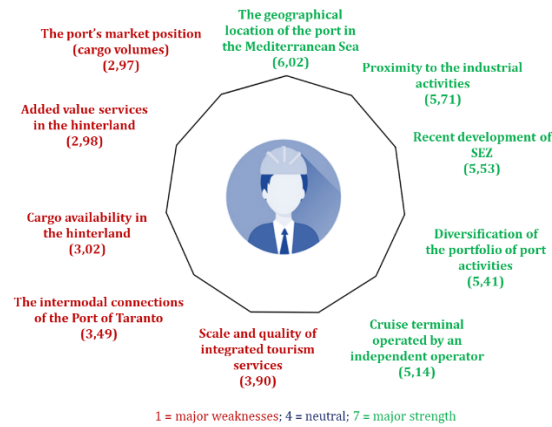 The geographical
location of the port in
the Mediterranean Sea
(6,02)
Proximity to the industrial
activities
(5,71)
Recent development of
SEZ
(5,53)
Diversification of
the portfolio of port
activities
(5,41)
Cruise terminal
operated by an
independent operator
(5,14)
Scale and quality of
integrated tourism
services
(3,90)
The intermodal connections
of the Port of Taranto
(3,49)
Cargo availability in
the hinterland
(3,02)
Added value services
in the hinterland
(2,98)
The port's market position
(cargo volumes)
(2,97)
1 = major weaknesses; 4 = neutral; 7 = major strength